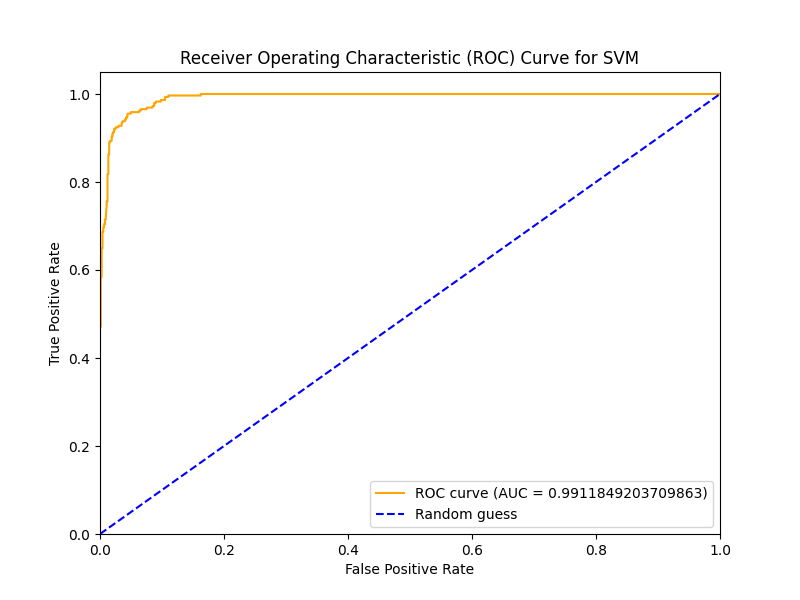 Receiver Operating Characteristic (ROC) Curve for SVM
1.0
0.8
0.6
0.4
0.2
0.0
True Positive Rate
ROC curve (AUC = 0.9911849203709863)
Random guess
0.0 0.2 0.4 0.6 0.8 1.0
False Positive Rate